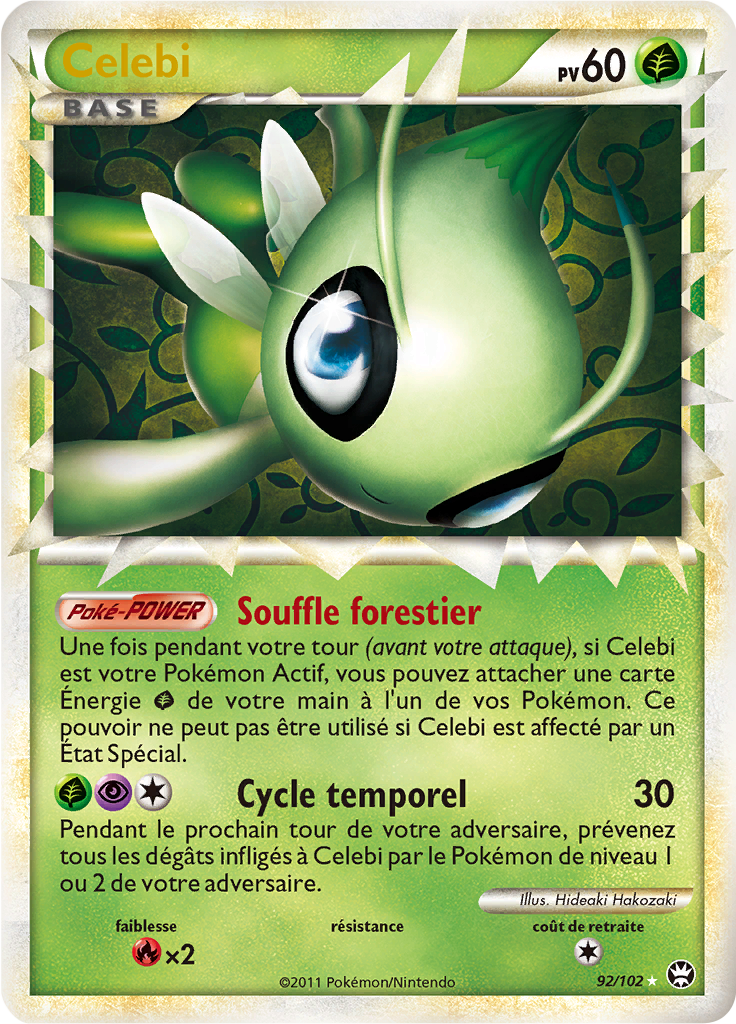 Celebi
PV60
BASE
Poké-POWER Souffle forestier
Une fois pendant votre tour (avant votre attaque), si Celebi
est votre Pokémon Actif, vous pouvez attacher une carte
Énergie de votre main à l'un de vos Pokémon. Ce
pouvoir ne peut pas être utilisé si Celebi est affecté par un
État Spécial.
Cycle temporel 30
Pendant le prochain tour de votre adversaire, prévenez
tous les dégâts infligés à Celebi par le Pokémon de niveau 1
ou 2 de votre adversaire.
Illus. Hideaki Hakozaki
faiblesse résistance coût de retraite
×2
©2011 Pokémon/Nintendo 92/102